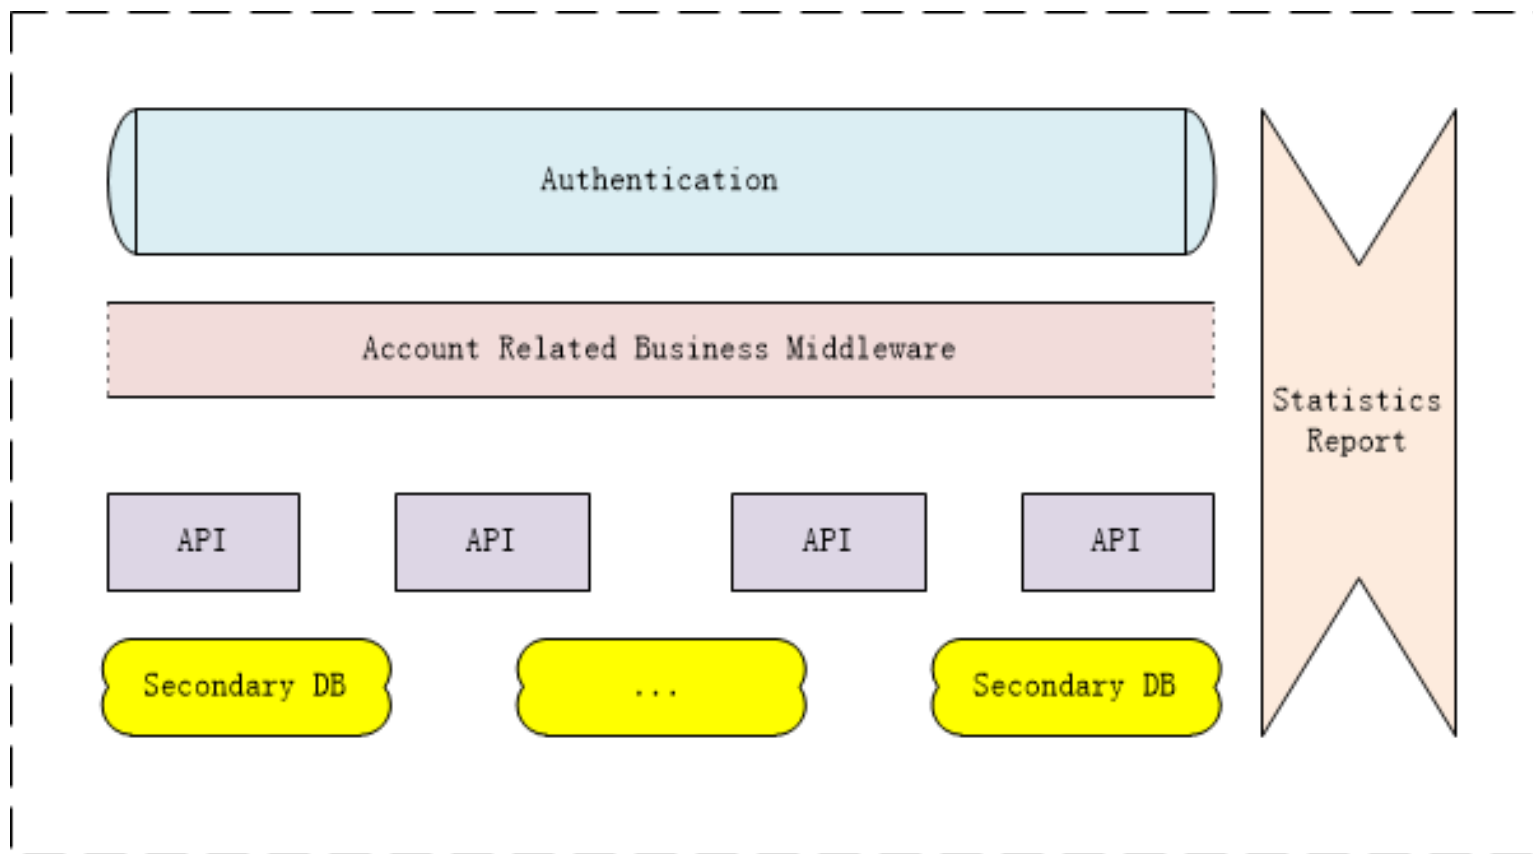 Authentication
Account Related Business Middleware
Statistics
Report
API
API
API
API
Secondary DB
...
Secondary DB